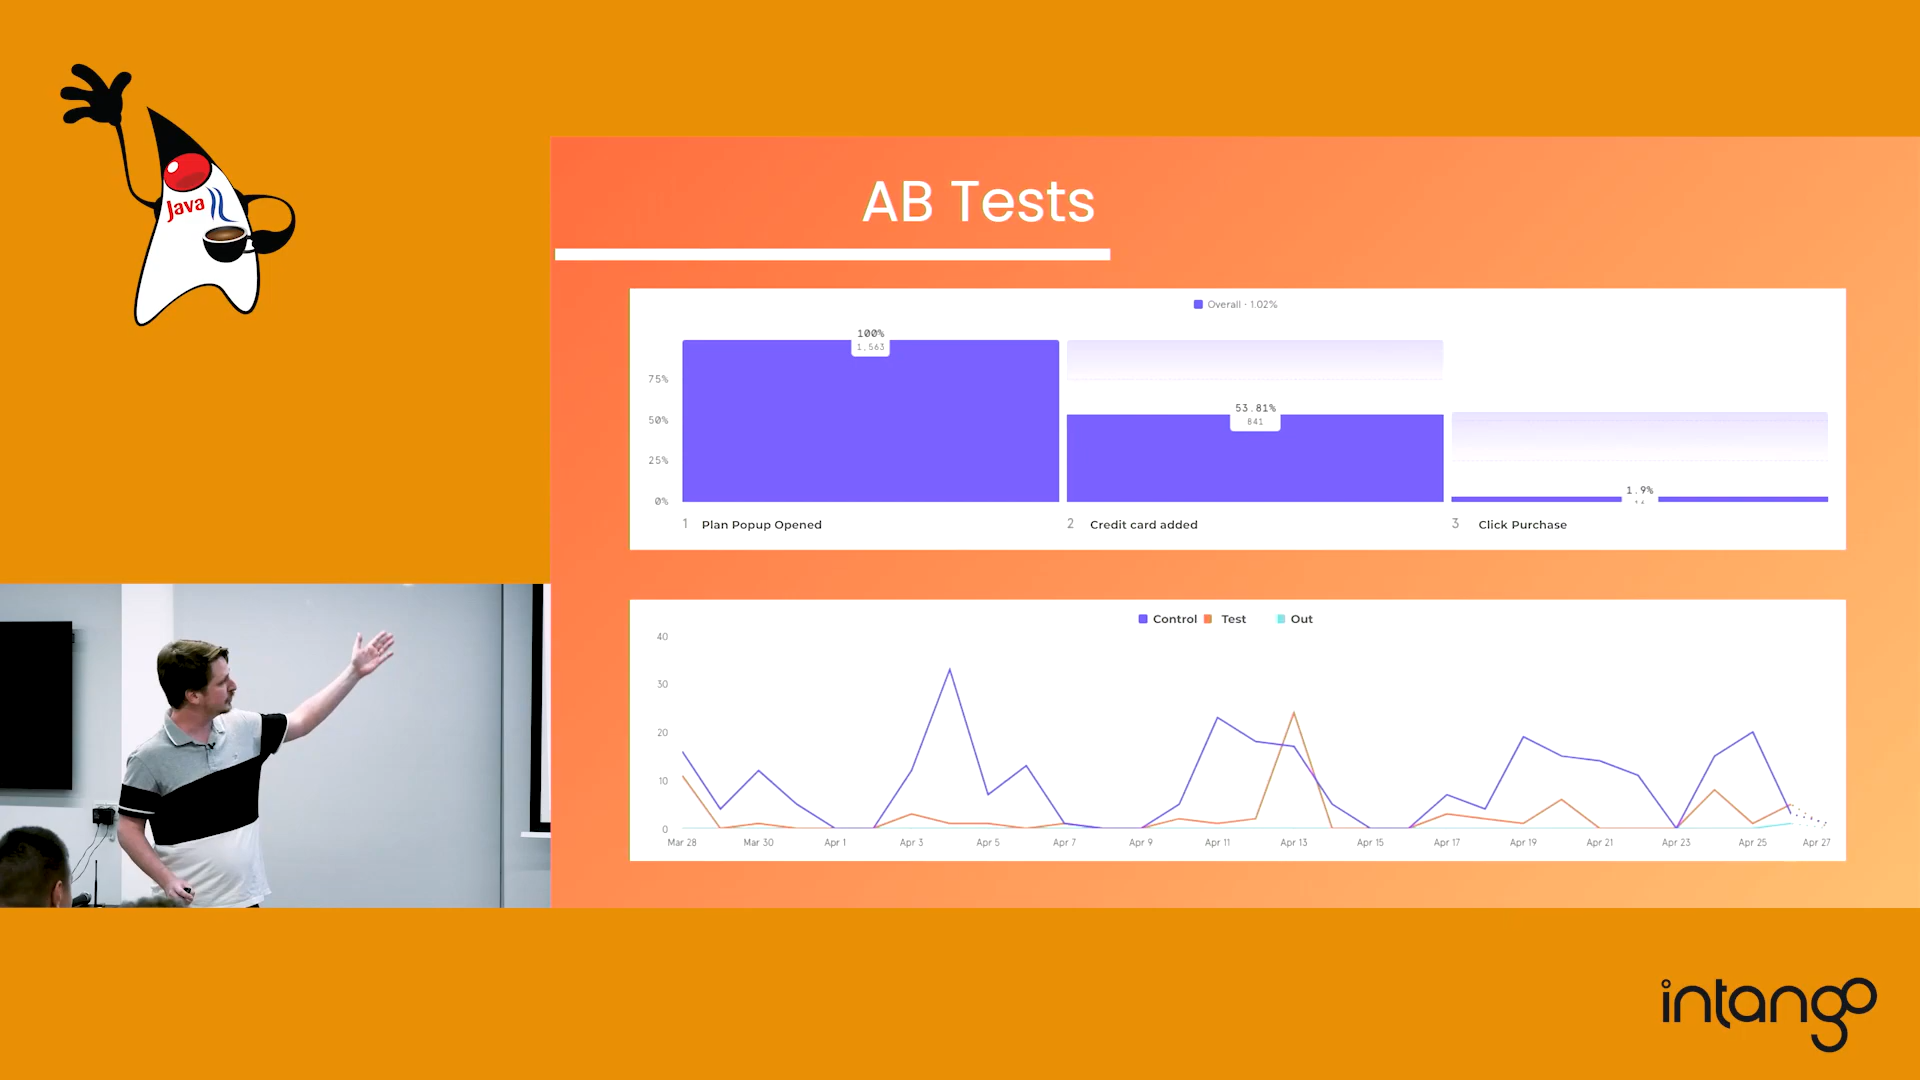 Java
AB Tests
Overall - 1.02%
100%
1,563
75%
53.81%
841
50%
25%
1.9%
0%
1 Plan Popup Opened
2 Credit card added
3 Click Purchase
Control Test Out
40
30
20
10
0
Mar 28 Mar 30 Apr 1 Apr 3 Apr 5 Apr 7 Apr 9 Apr 11 Apr 13 Apr 15 Apr 17 Apr 19 Apr 21 Apr 23 Apr 25 Apr 27
intango